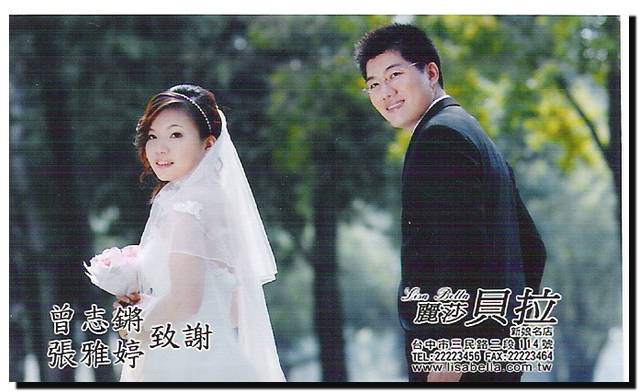 曾志鏘
張雅婷 致謝
Lisa Bella
麗莎貝拉
新娘名店
台中市三民路三段114號
TEL:22223456 FAX:22223464
www.lisabella.com.tw